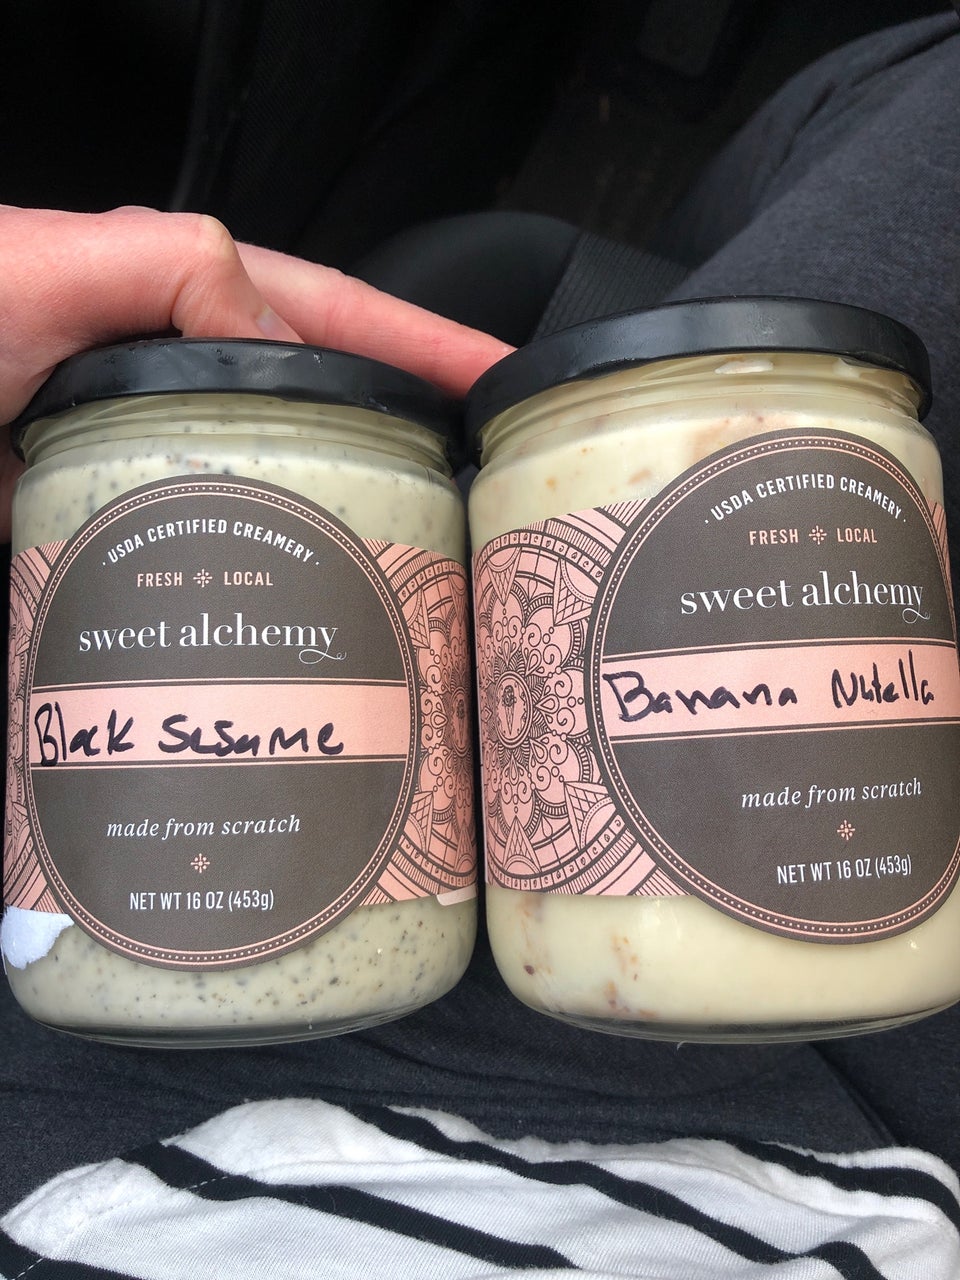 · USDA CERTIFIED CREAMERY ·
FRESH LOCAL
sweet alchemy
Black Sesame
made from scratch
NET WT 16 OZ (453g)
· USDA CERTIFIED CREAMERY ·
FRESH LOCAL
sweet alchemy
Banana Nutella
made from scratch
NET WT 16 OZ (453g)